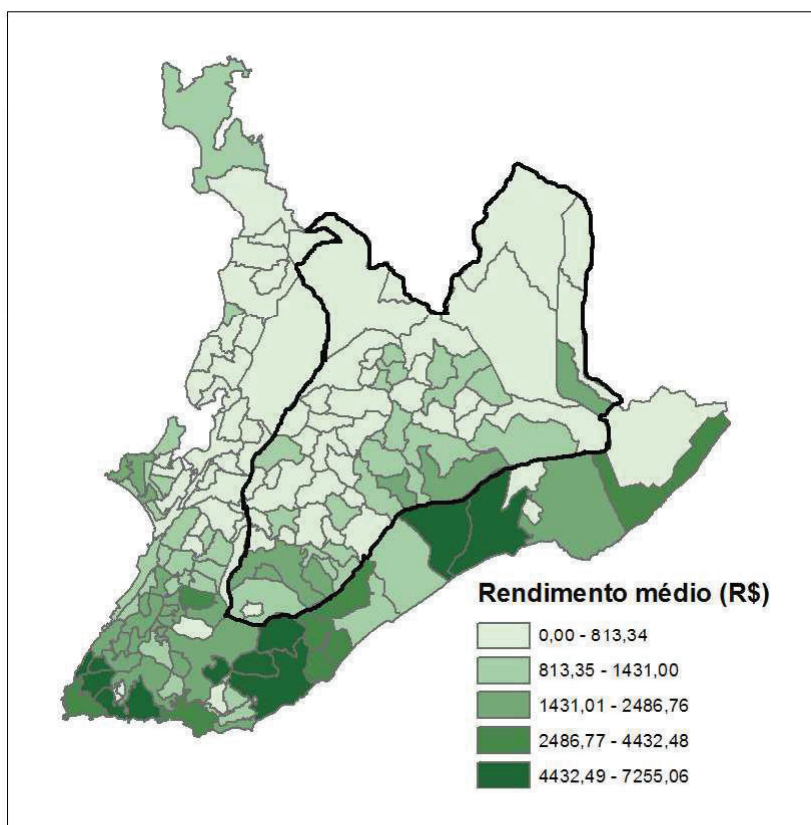 Rendimento médio (R$)
0,00 - 813,34
813,35 - 1431,00
1431,01 - 2486,76
2486,77 - 4432,48
4432,49 - 7255,06